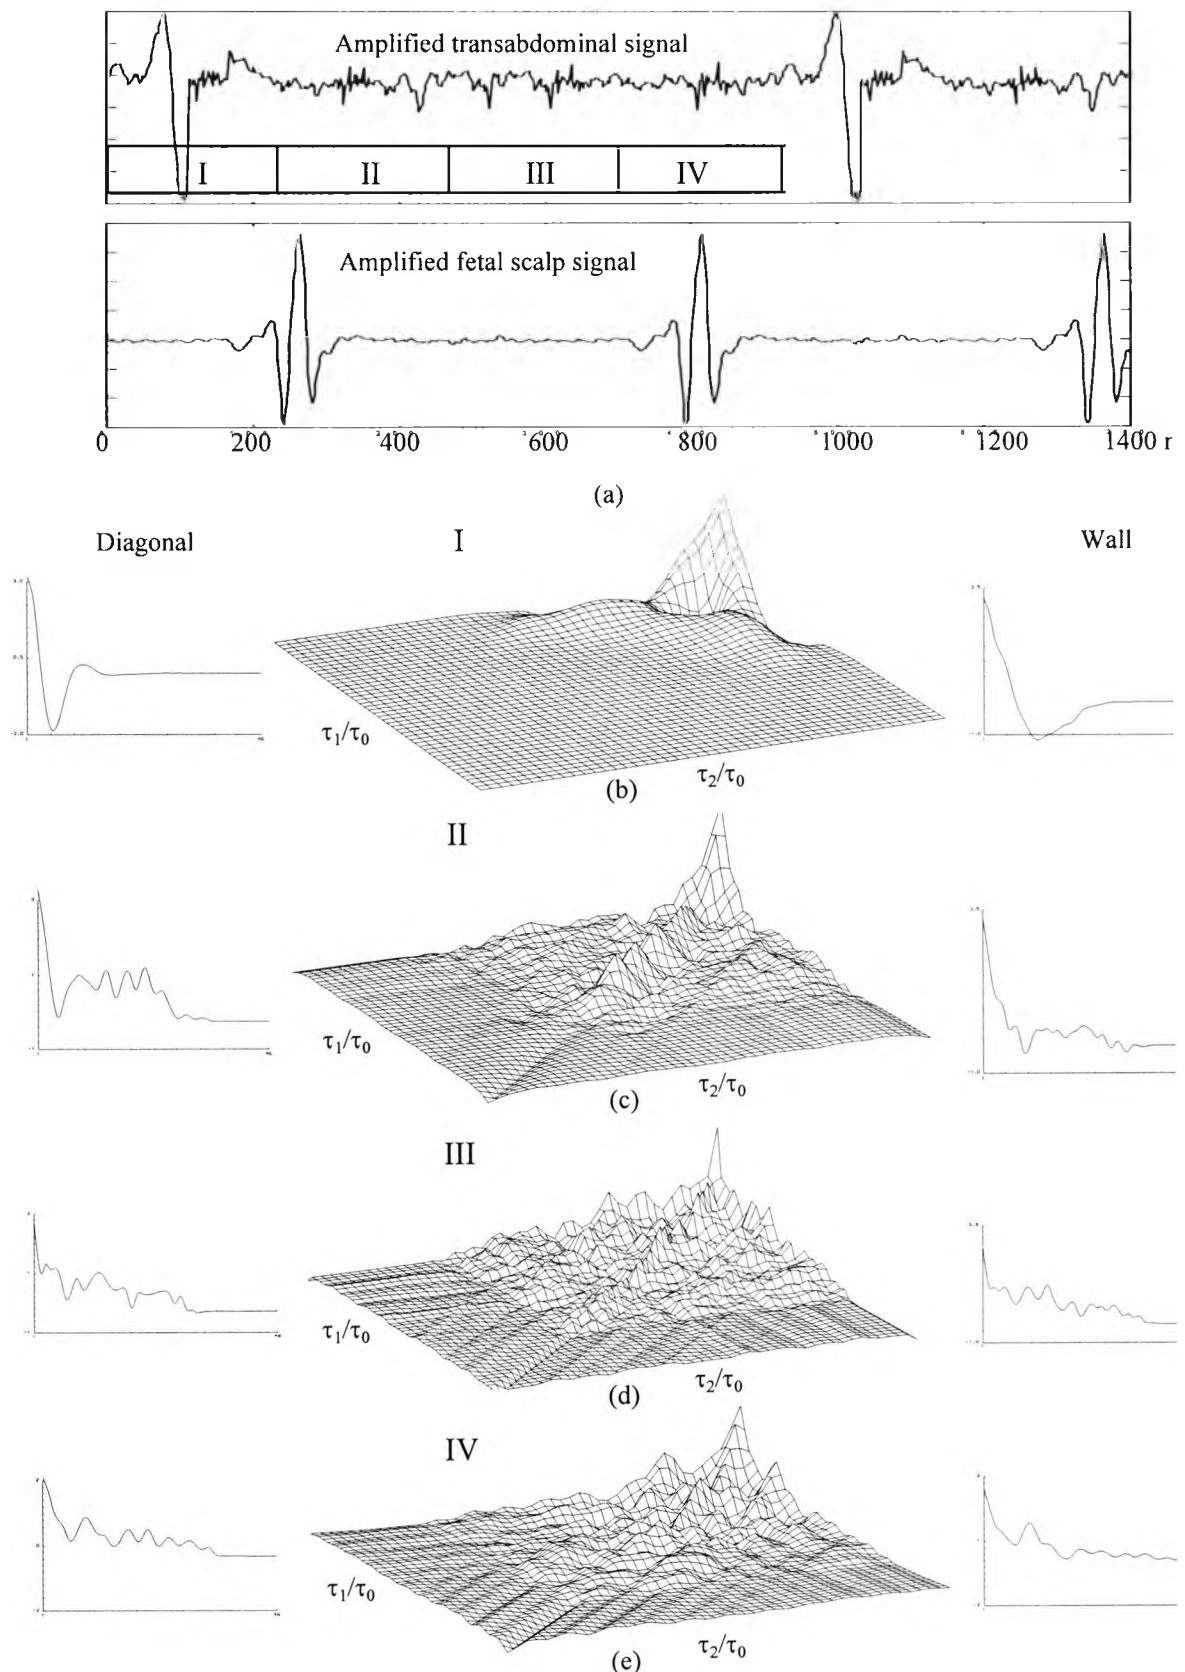 Amplified transabdominal signal
I II III IV
Amplified fetal scalp signal
0 200 400 600 800 1000 1200 1400 r
(a)
Diagonal I Wall
τ1/τ0
τ2/τ0
(b)
II
τ1/τ0
τ2/τ0
(c)
III
τ1/τ0
τ2/τ0
(d)
IV
τ1/τ0
τ2/τ0
(e)